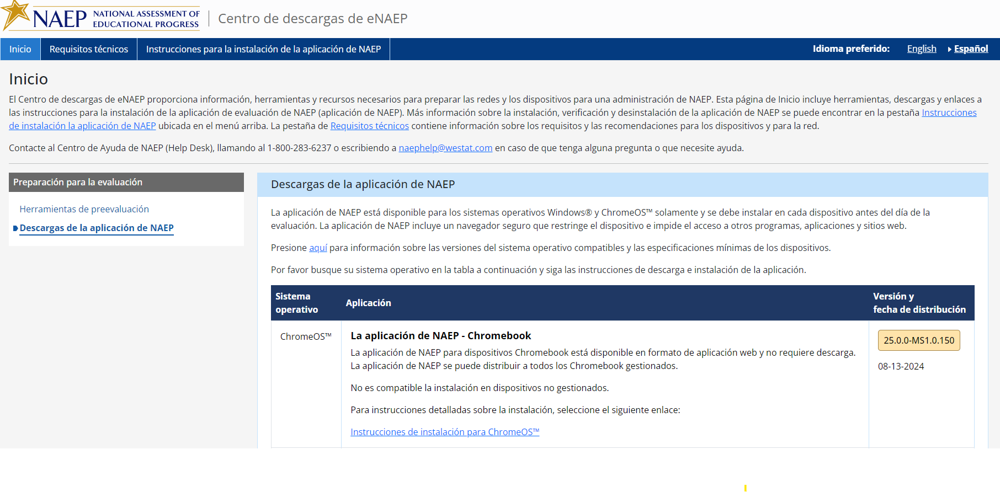 NAEP NATIONAL ASSESSMENT OF
EDUCATIONAL PROGRESS
Centro de descargas de eNAEP
Inicio Requisitos técnicos Instrucciones para la instalación de la aplicación de NAEP Idioma preferido: English Español
Inicio
El Centro de descargas de eNAEP proporciona información, herramientas y recursos necesarios para preparar las redes y los dispositivos para una administración de NAEP. Esta página de Inicio incluye herramientas, descargas y enlaces a
las instrucciones para la instalación de la aplicación de evaluación de NAEP (aplicación de NAEP). Más información sobre la instalación, verificación y desinstalación de la aplicación de NAEP se puede encontrar en la pestaña Instrucciones
de instalación la aplicación de NAEP ubicada en el menú arriba. La pestaña de Requisitos técnicos contiene información sobre los requisitos y las recomendaciones para los dispositivos y para la red.
Contacte al Centro de Ayuda de NAEP (Help Desk), llamando al 1-800-283-6237 o escribiendo a naephelp@westat.com en caso de que tenga alguna pregunta o que necesite ayuda.
Preparación para la evaluación
Herramientas de preevaluación
Descargas de la aplicación de NAEP
Descargas de la aplicación de NAEP
La aplicación de NAEP está disponible para los sistemas operativos Windows® y ChromeOS™ solamente y se debe instalar en cada dispositivo antes del día de la
evaluación. La aplicación de NAEP incluye un navegador seguro que restringe el dispositivo e impide el acceso a otros programas, aplicaciones y sitios web.
Presione aquí para información sobre las versiones del sistema operativo compatibles y las especificaciones mínimas de los dispositivos.
Por favor busque su sistema operativo en la tabla a continuación y siga las instrucciones de descarga e instalación de la aplicación.
Sistema
operativo
Aplicación
Versión y
fecha de distribución
ChromeOS™
La aplicación de NAEP - Chromebook
La aplicación de NAEP para dispositivos Chromebook está disponible en formato de aplicación web y no requiere descarga.
La aplicación de NAEP se puede distribuir a todos los Chromebook gestionados.
No es compatible la instalación en dispositivos no gestionados.
Para instrucciones detalladas sobre la instalación, seleccione el siguiente enlace:
Instrucciones de instalación para ChromeOS™
25.0.0-MS1.0.150
08-13-2024